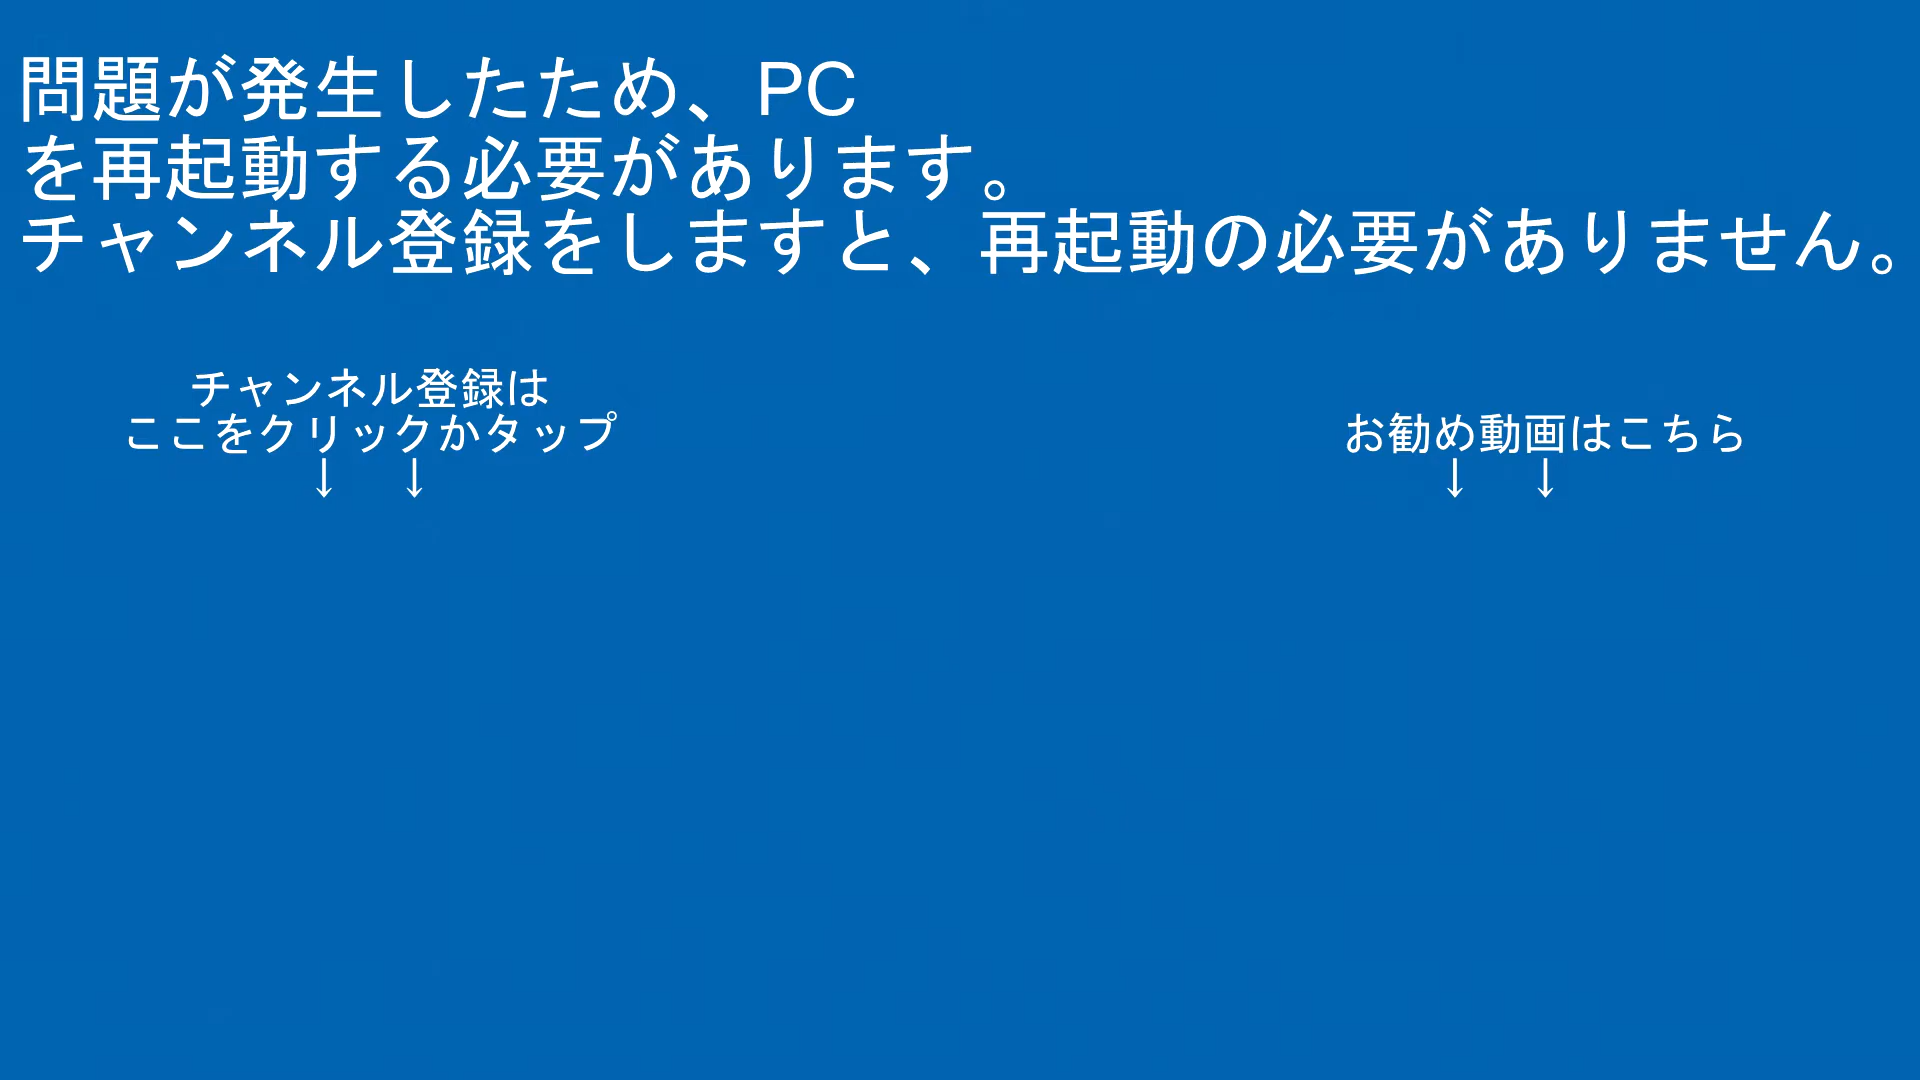 問題が発生したため、PC
を再起動する必要があります。
チャンネル登録をしますと、再起動の必要がありません。
チャンネル登録は
ここをクリックかタップ
↓　↓
お勧め動画はこちら
↓　↓